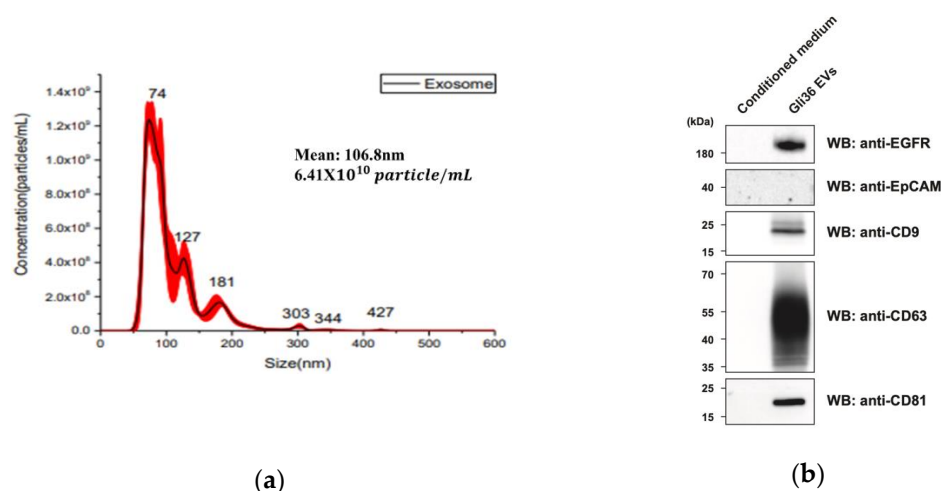 Exosome
1.4x10⁹
1.2x10⁹
1.0x10⁹
8.0x10⁸
6.0x10⁸
4.0x10⁸
2.0x10⁸
0.0
Concentration(particles/mL)
74
127
181
303
344
427
Mean: 106.8nm
6.41X10¹⁰ particle/mL
0
100
200
300
400
500
600
Size(nm)
(a)
Conditioned medium
Gli36 EVs
(kDa)
180
WB: anti-EGFR
40
WB: anti-EpCAM
25
15
WB: anti-CD9
70
55
40
35
WB: anti-CD63
25
15
WB: anti-CD81
(b)